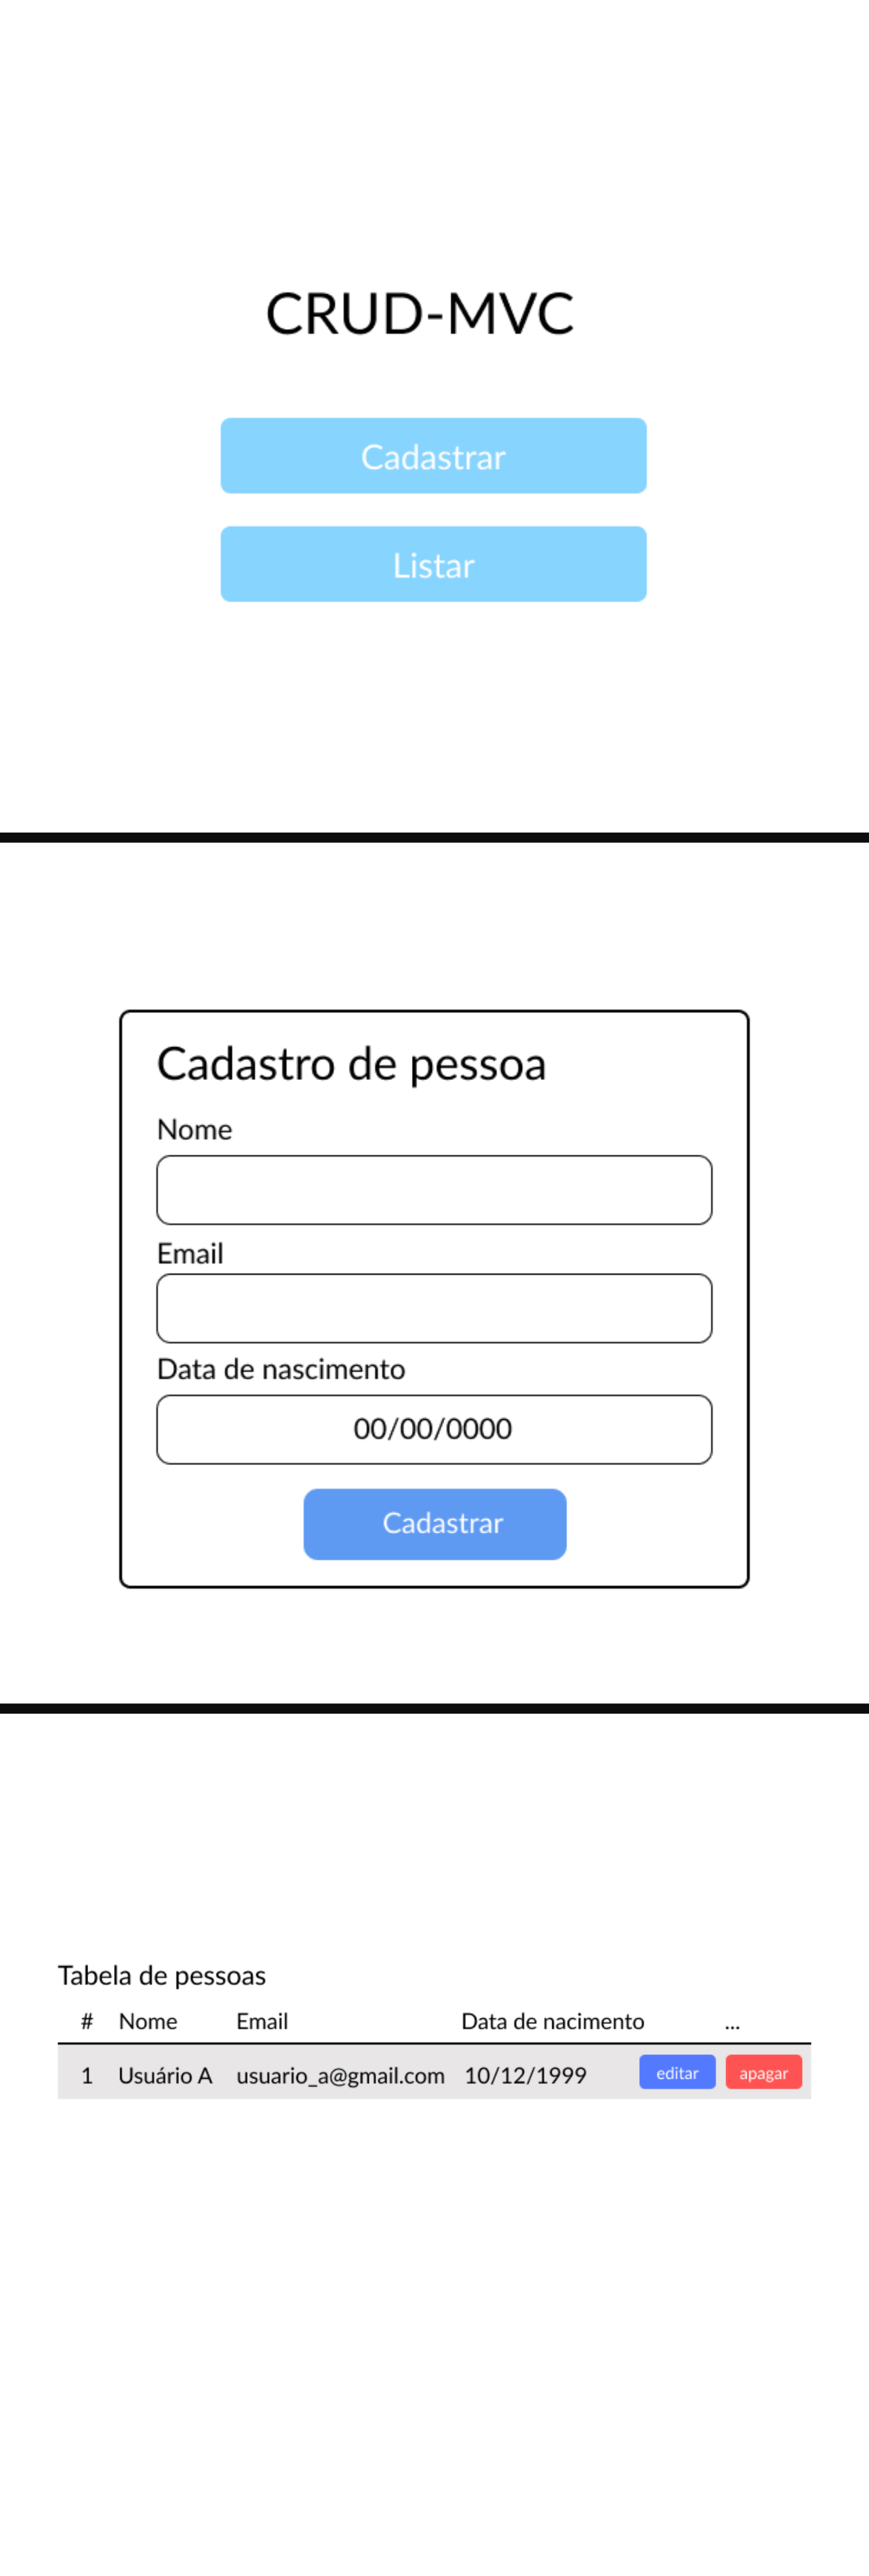 CRUD-MVC
Cadastrar
Listar
Cadastro de pessoa
Nome
Email
Data de nascimento
00/00/0000
Cadastrar
Tabela de pessoas
# Nome Email Data de nacimento ...
1 Usuário A usuario_a@gmail.com 10/12/1999 editar apagar